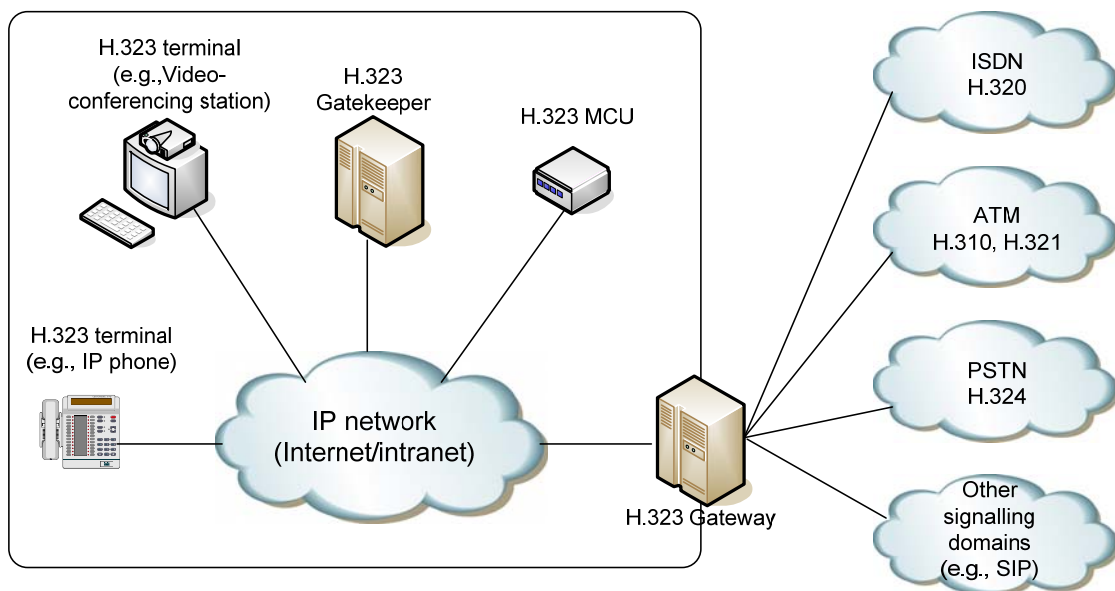 H.323 terminal
(e.g.,Video-
conferencing station)
H.323
Gatekeeper
H.323 MCU
H.323 terminal
(e.g., IP phone)
IP network
(Internet/intranet)
H.323 Gateway
ISDN
H.320
ATM
H.310, H.321
PSTN
H.324
Other
signalling
domains
(e.g., SIP)